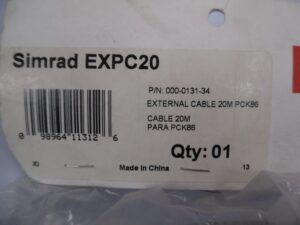 Simrad EXPC20
P/N: 000-0131-34
EXTERNAL CABLE 20M PCK86
CABLE 20M
PARA PCK86
0 98964 11312 6
Qty: 01
XJ
Made in China
13